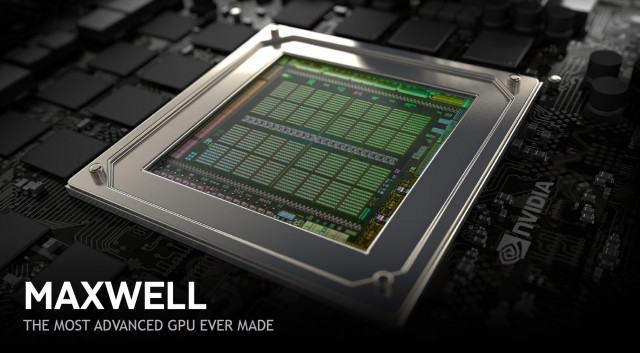 NVIDIA
MAXWELL
THE MOST ADVANCED GPU EVER MADE